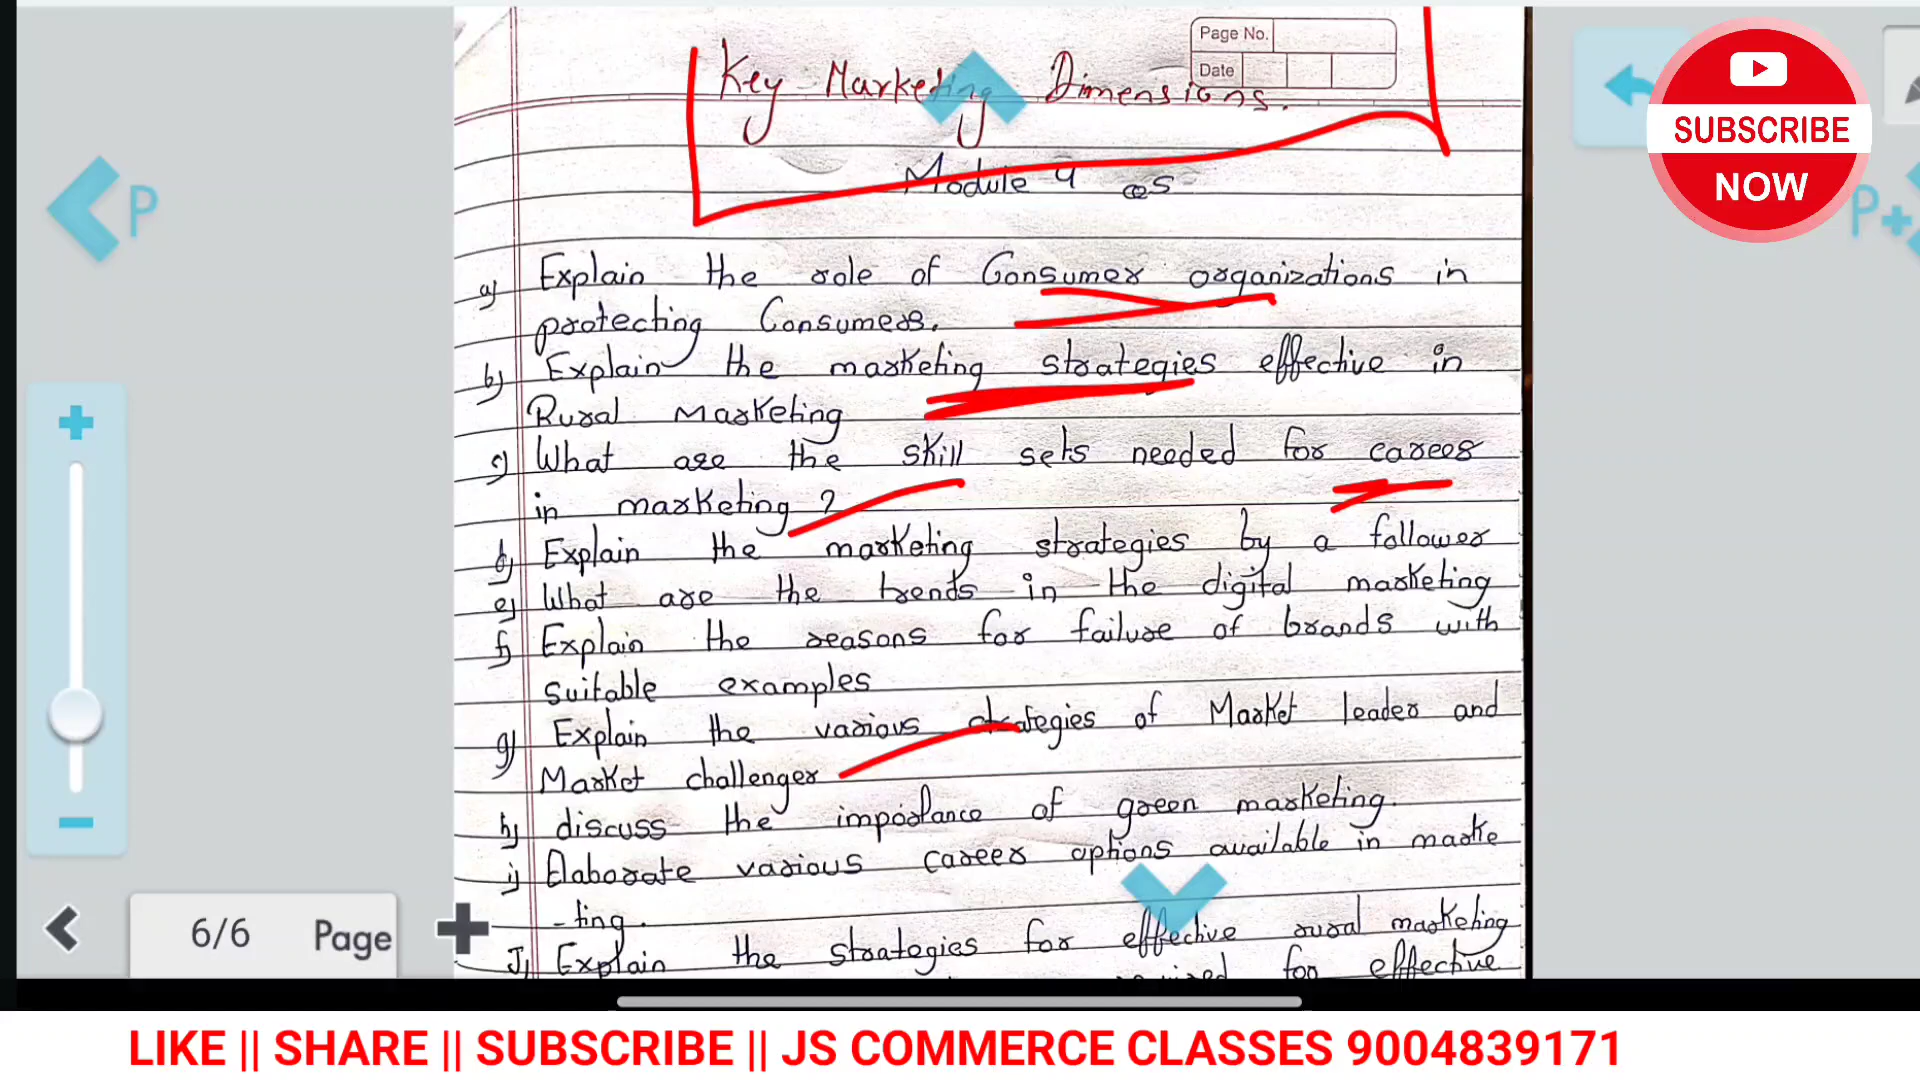 Page No.
Date
Key Marketing Dimensions.
Module 4 Qs
SUBSCRIBE
NOW
P
P+
a) Explain the role of Consumer organizations in
protecting Consumers.
b) Explain the marketing strategies effective in
Rural Marketing
c) What are the skill sets needed for career
in marketing ?
d) Explain the marketing strategies by a follower
e) What are the trends in the digital marketing
f) Explain the reasons for failure of brands with
suitable examples
g) Explain the various strategies of Market leader and
Market challenger
h) discuss the importance of green marketing.
i) Elaborate various career options available in marke
-ting.
J) Explain the strategies for effective rural marketing
for effective
6/6 Page
LIKE || SHARE || SUBSCRIBE || JS COMMERCE CLASSES 9004839171